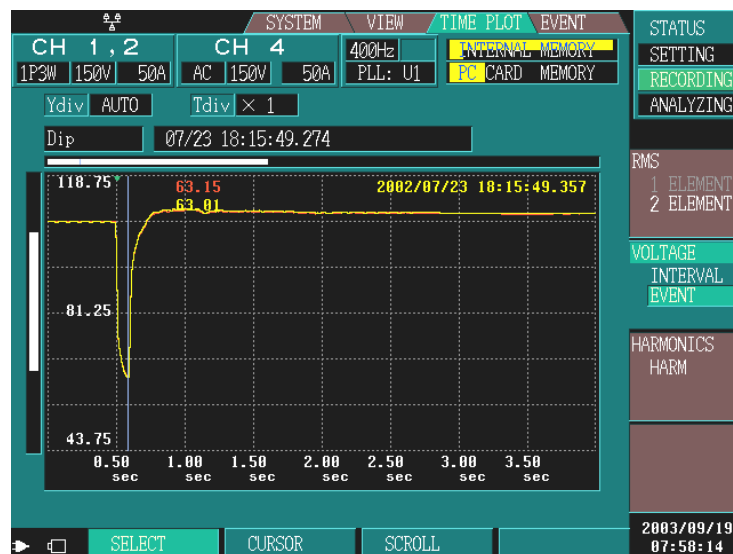 SYSTEM VIEW TIME PLOT EVENT
CH 1,2 CH 4 400Hz INTERNAL MEMORY
1P3W 150V 50A AC 150V 50A PLL: U1 PC CARD MEMORY
Ydiv AUTO Tdiv × 1
Dip 07/23 18:15:49.274
118.75 63.15 2002/07/23 18:15:49.357
63.01
81.25
43.75
0.50 1.00 1.50 2.00 2.50 3.00 3.50
sec sec sec sec sec sec sec
STATUS
SETTING
RECORDING
ANALYZING
RMS
1 ELEMENT
2 ELEMENT
VOLTAGE
INTERVAL
EVENT
HARMONICS
HARM
SELECT CURSOR SCROLL
2003/09/19
07:58:14